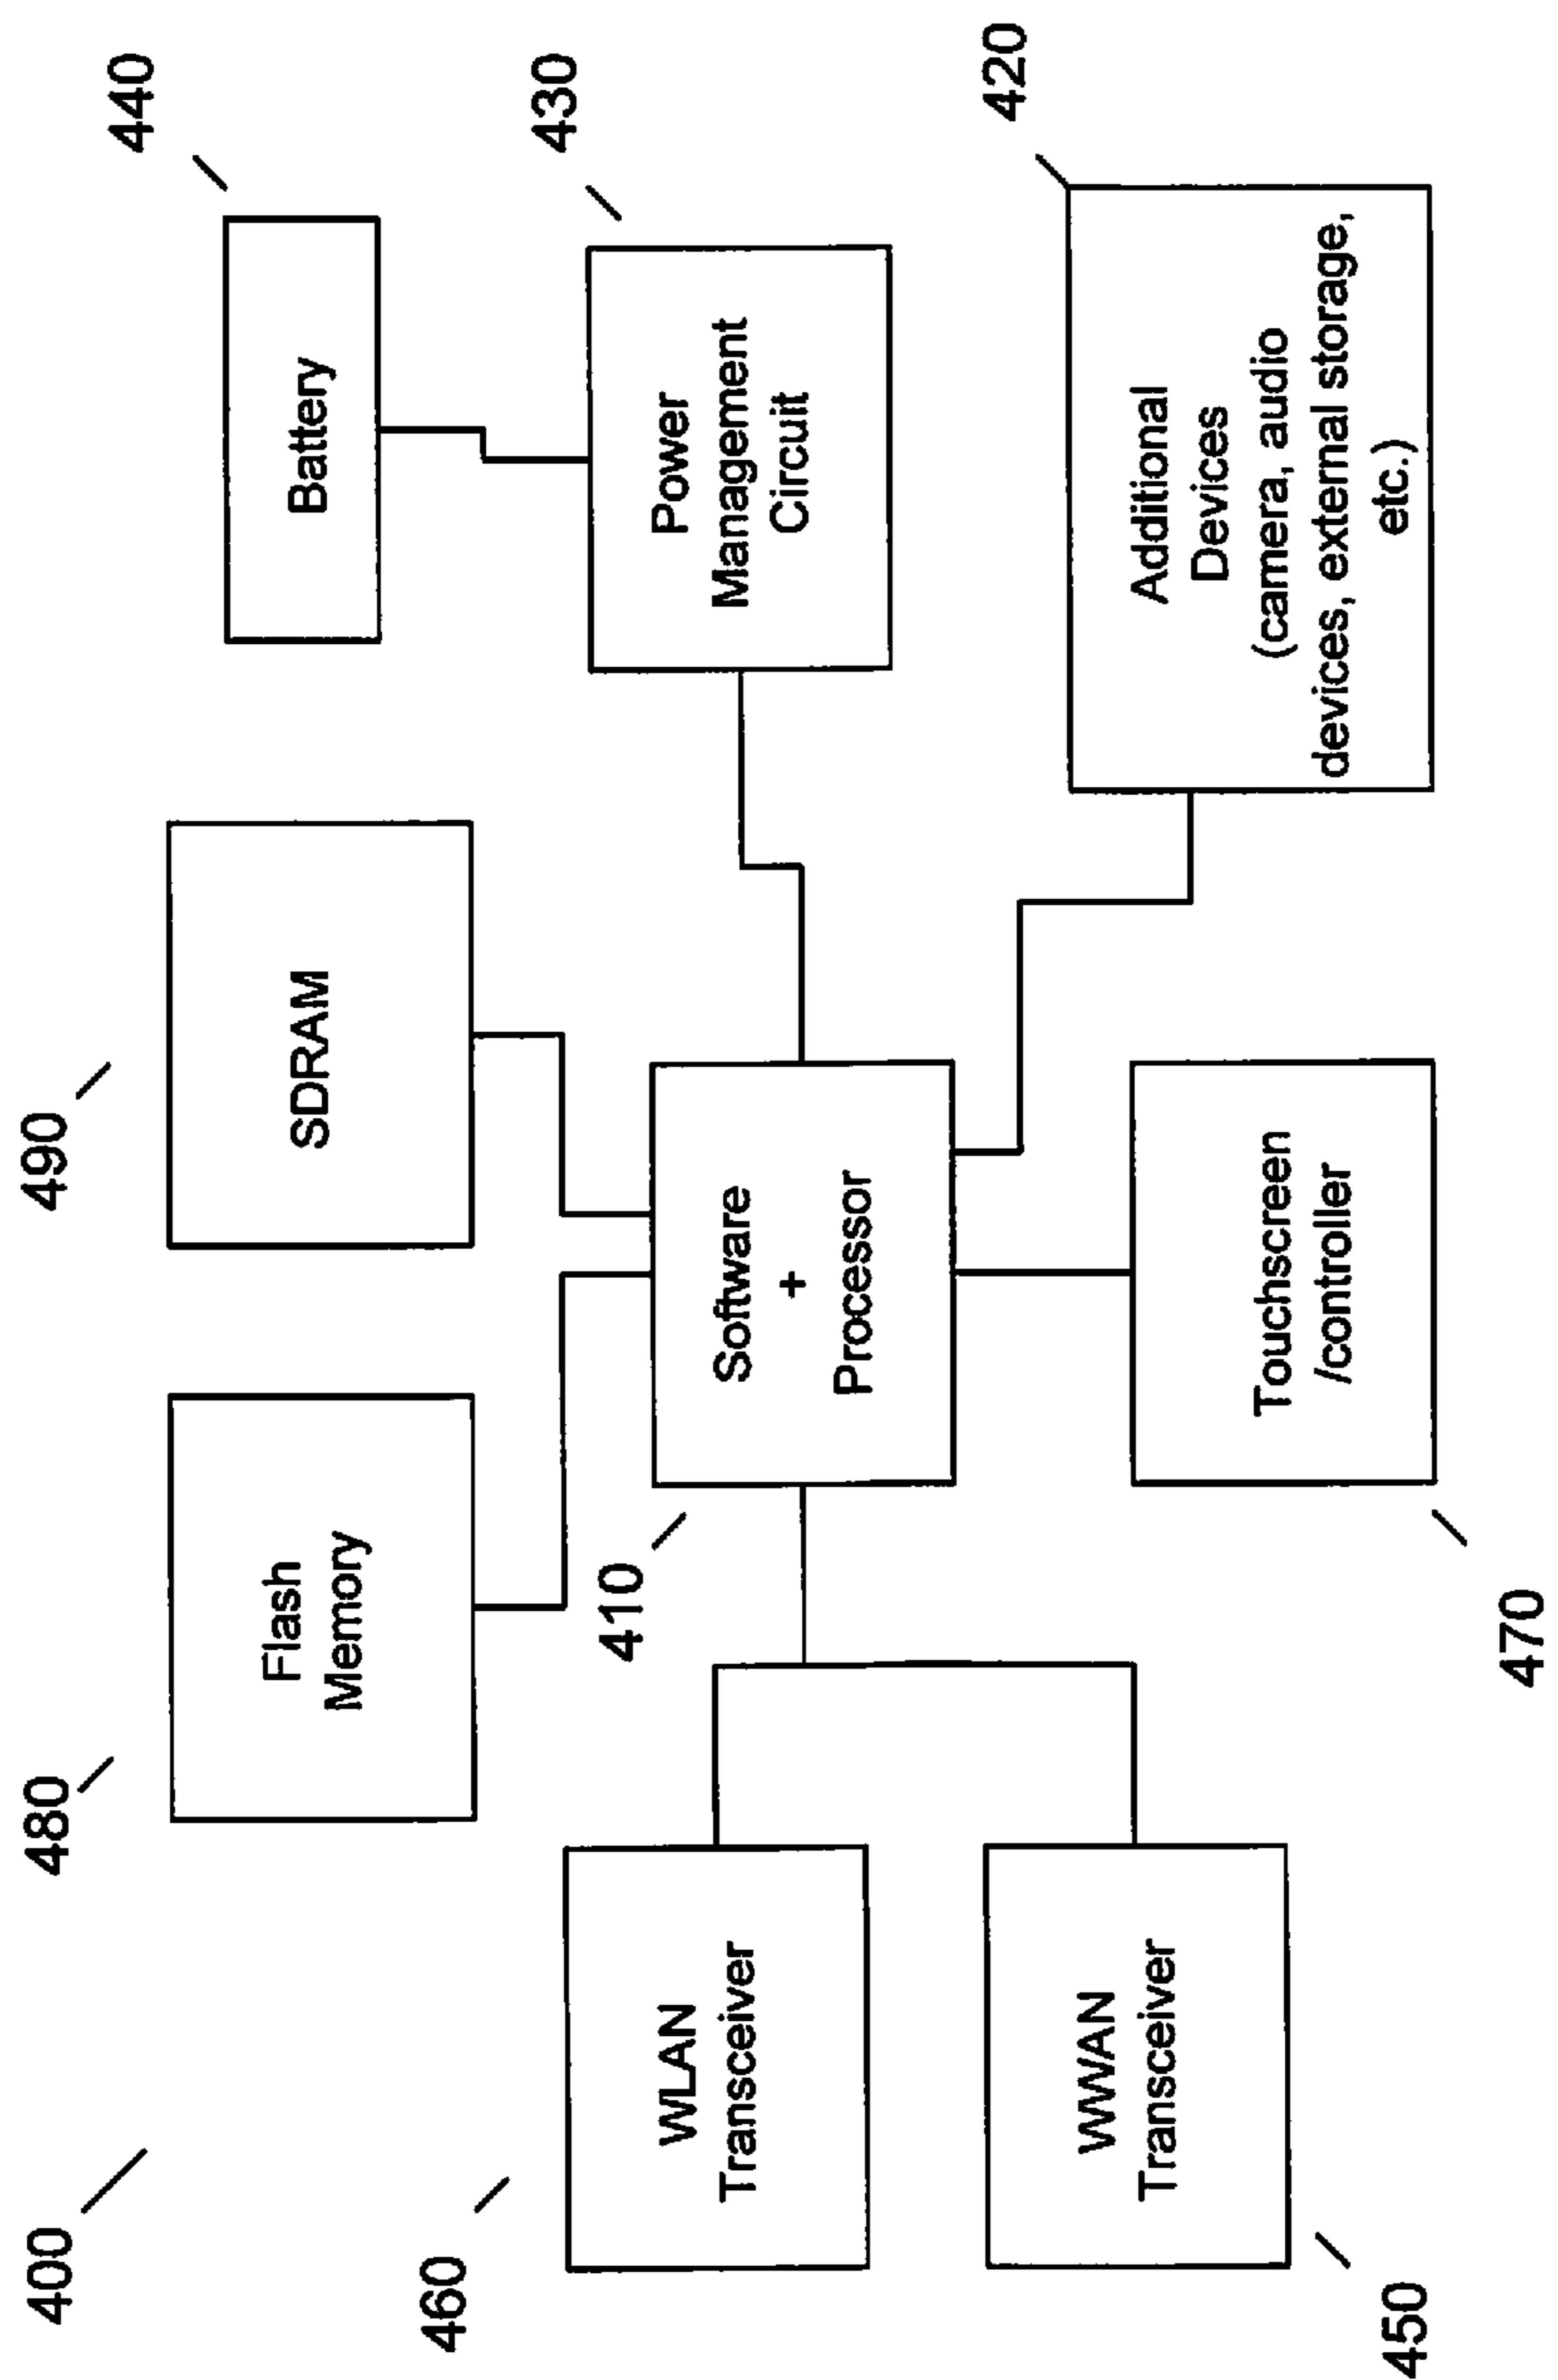 400
480
Flash
Memory
490
SDRAM
440
Battery
460
WLAN
Transceiver
410
Software
+
Processor
430
Power
Management
Circuit
450
WWAN
Transceiver
470
Touchscreen
/controller
420
Additional
Devices
(camera, audio
devices, external storage,
etc.)